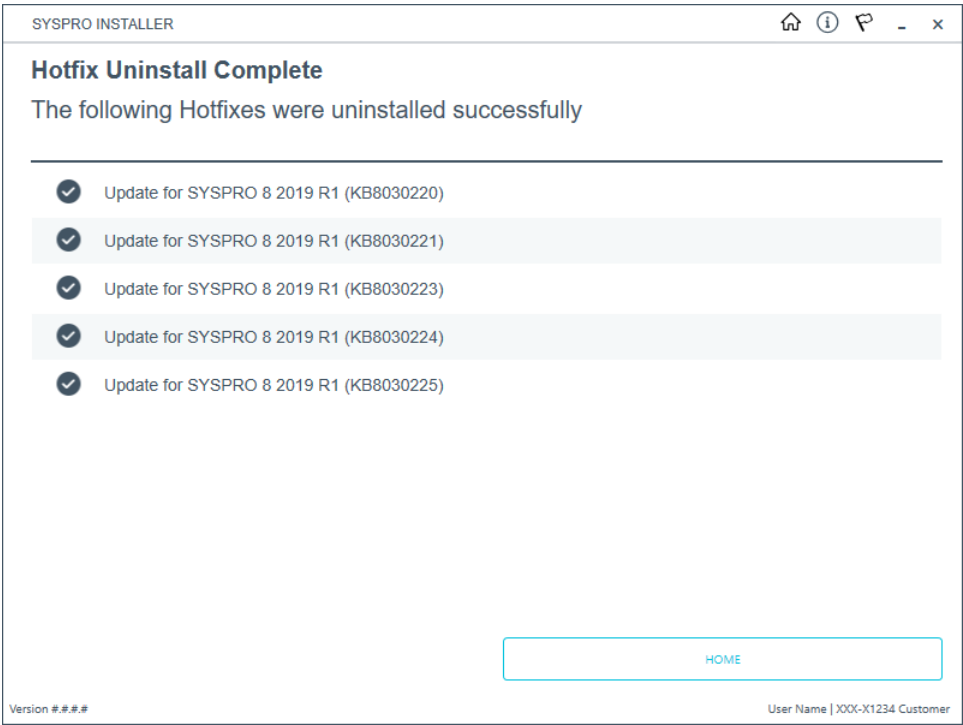 SYSPRO INSTALLER
Hotfix Uninstall Complete
The following Hotfixes were uninstalled successfully
Update for SYSPRO 8 2019 R1 (KB8030220)
Update for SYSPRO 8 2019 R1 (KB8030221)
Update for SYSPRO 8 2019 R1 (KB8030223)
Update for SYSPRO 8 2019 R1 (KB8030224)
Update for SYSPRO 8 2019 R1 (KB8030225)
HOME
Version #.#.#.#
User Name | XXX-X1234 Customer